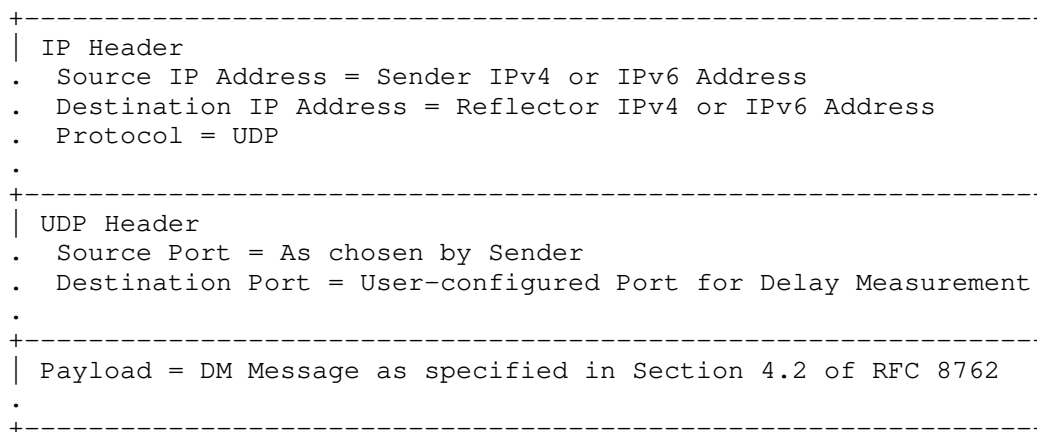 +---------------------------------------------------------------
| IP Header
. Source IP Address = Sender IPv4 or IPv6 Address
. Destination IP Address = Reflector IPv4 or IPv6 Address
. Protocol = UDP
.
+---------------------------------------------------------------
| UDP Header
. Source Port = As chosen by Sender
. Destination Port = User-configured Port for Delay Measurement
.
+---------------------------------------------------------------
| Payload = DM Message as specified in Section 4.2 of RFC 8762
.
+---------------------------------------------------------------